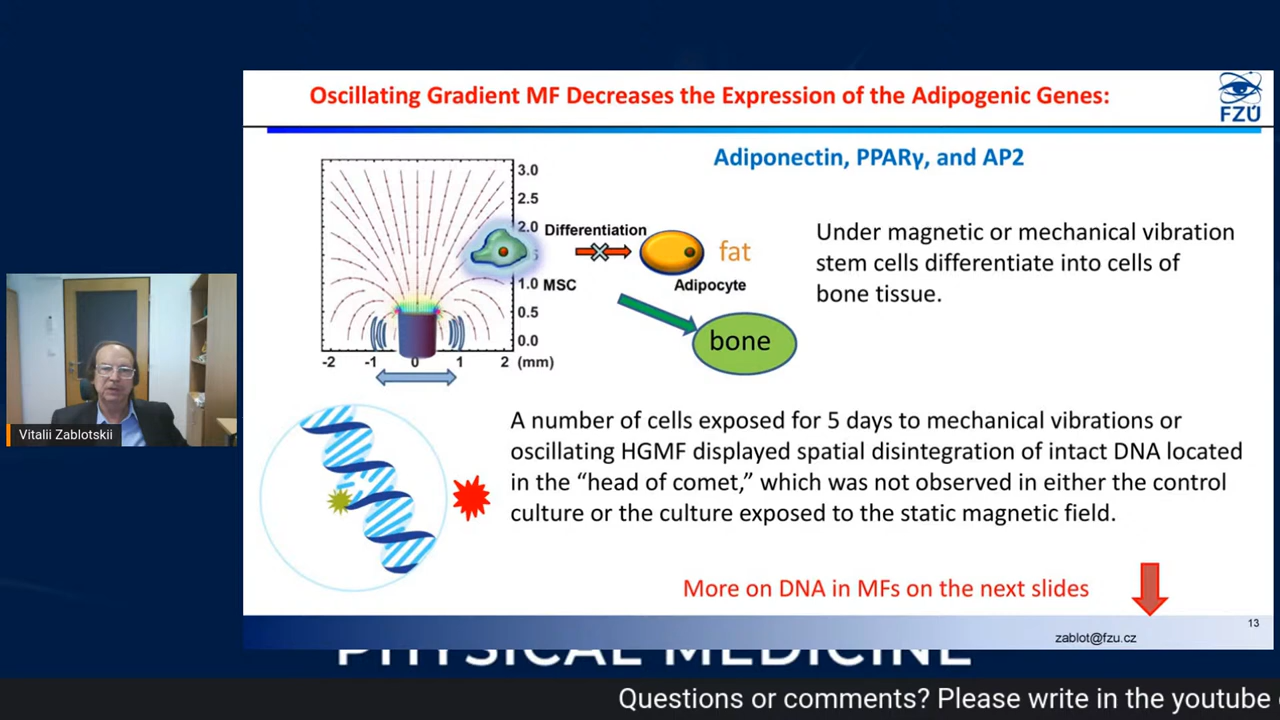 Oscillating Gradient MF Decreases the Expression of the Adipogenic Genes:
FZÚ
Adiponectin, PPARγ, and AP2
3.0
2.5
2.0
1.0
0.5
0.0
-2 -1 0 1 2 (mm)
Differentiation
MSC
fat
Adipocyte
bone
Under magnetic or mechanical vibration
stem cells differentiate into cells of
bone tissue.
A number of cells exposed for 5 days to mechanical vibrations or
oscillating HGMF displayed spatial disintegration of intact DNA located
in the “head of comet,” which was not observed in either the control
culture or the culture exposed to the static magnetic field.
More on DNA in MFs on the next slides
13
zablot@fzu.cz
Vitalii Zablotskii
PHYSICAL MEDICINE
Questions or comments? Please write in the youtube